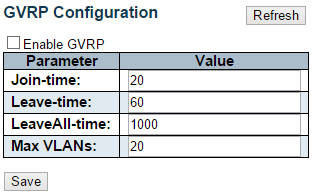 GVRP Configuration Refresh
Enable GVRP
Parameter Value
Join-time: 20
Leave-time: 60
LeaveAll-time: 1000
Max VLANs: 20
Save